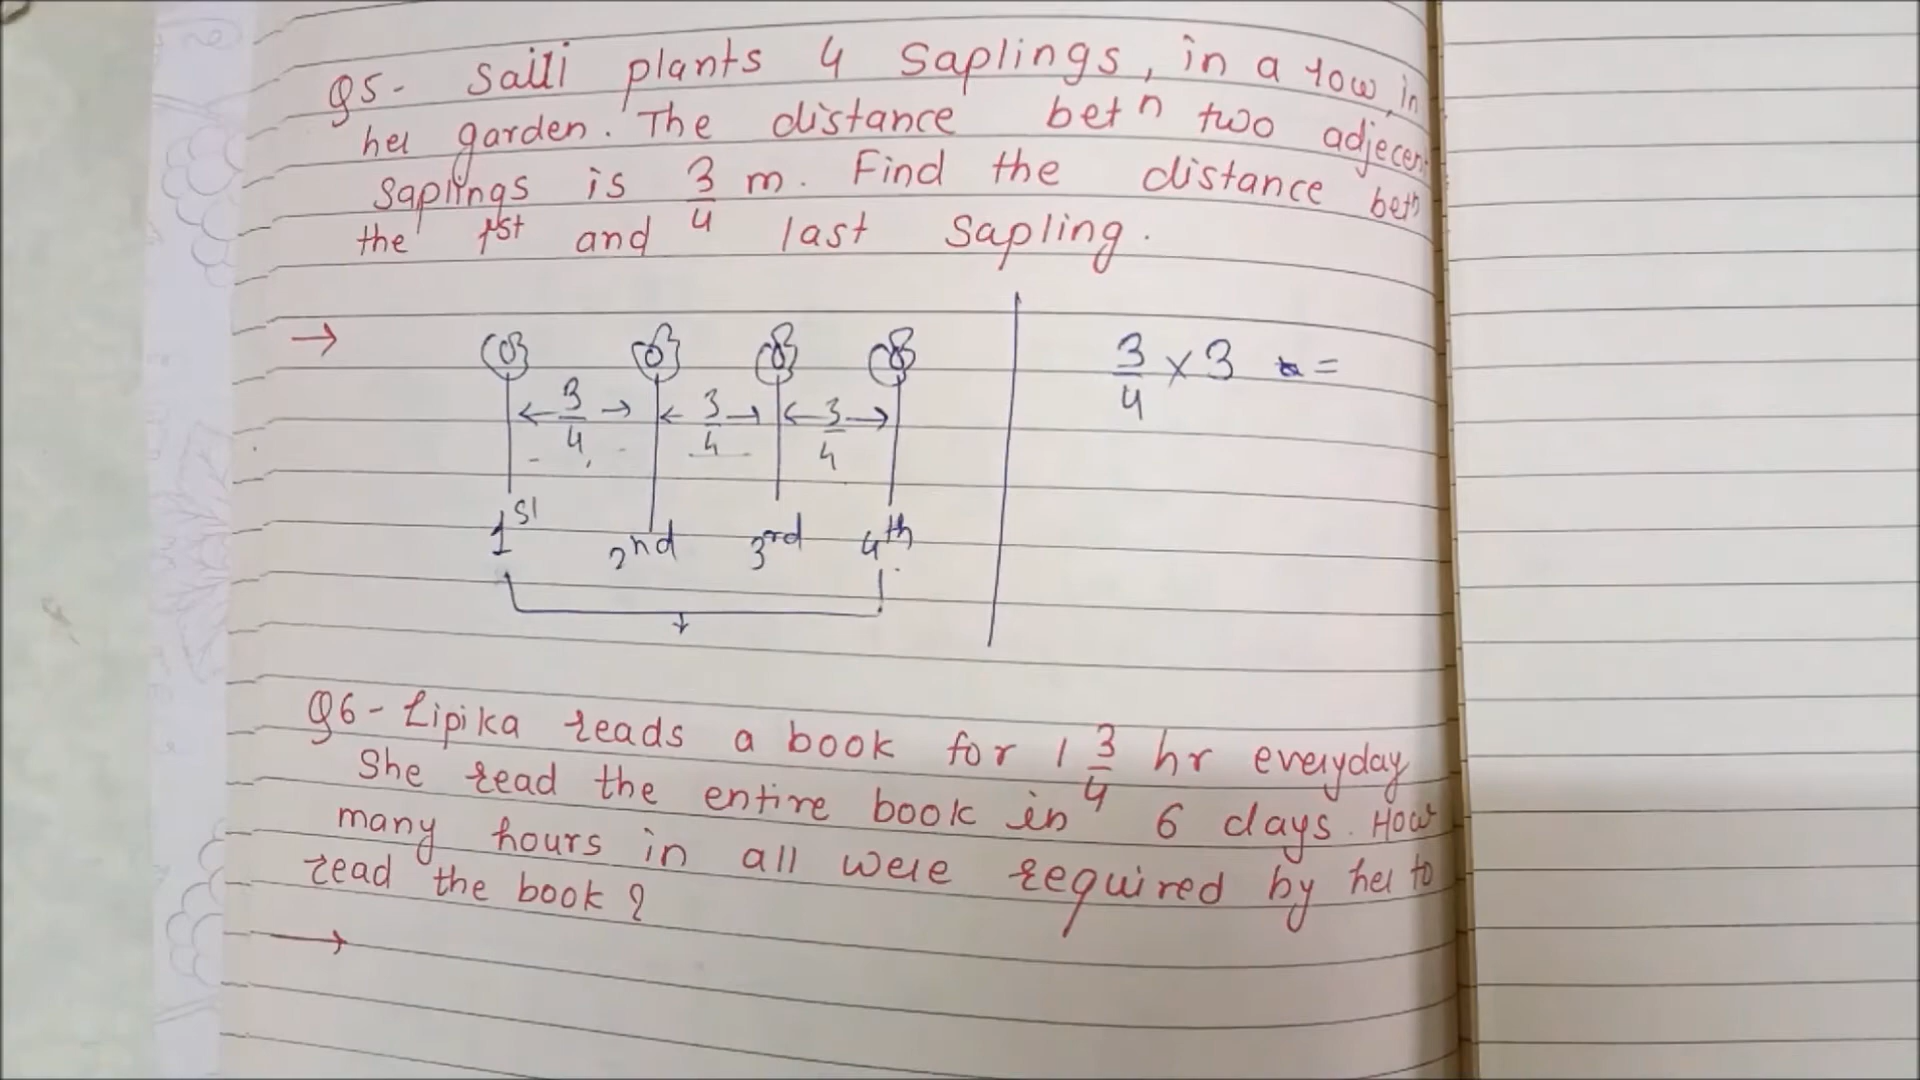 Q5- Saili plants 4 Saplings, in a row, in
her garden. The distance betn two adjecent
Saplings is 3/4 m. Find the distance betn
the 1st and last Sapling.
→ 3/4 3/4 3/4
1st 2nd 3rd 4th
3/4 × 3 =
Q6- Lipika reads a book for 1 3/4 hr everyday
She read the entire book in 6 days. How
many hours in all were required by her to
read the book?
→